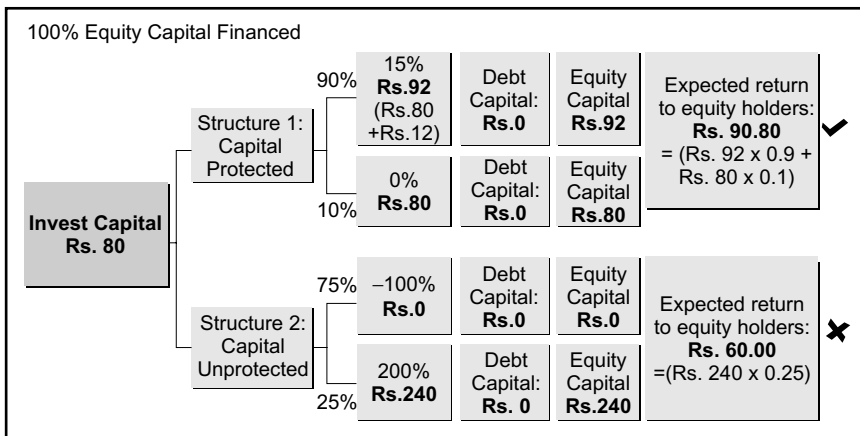 100% Equity Capital Financed
Invest Capital
Rs. 80
Structure 1:
Capital
Protected
90%
15%
Rs.92
(Rs.80
+Rs.12)
Debt
Capital:
Rs.0
Equity
Capital
Rs.92
10%
0%
Rs.80
Debt
Capital:
Rs.0
Equity
Capital
Rs.80
Expected return
to equity holders:
Rs. 90.80
= (Rs. 92 x 0.9 +
Rs. 80 x 0.1)
Structure 2:
Capital
Unprotected
75%
–100%
Rs.0
Debt
Capital:
Rs.0
Equity
Capital
Rs.0
25%
200%
Rs.240
Debt
Capital:
Rs. 0
Equity
Capital
Rs.240
Expected return
to equity holders:
Rs. 60.00
=(Rs. 240 x 0.25)